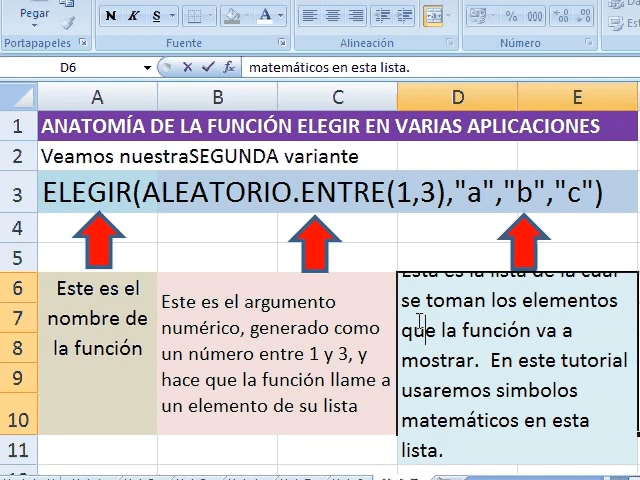 Pegar
N K S A
% 000
Portapapeles Fuente Alineación Número
D6 fx matemáticos en esta lista.
A B C D E
1 ANATOMÍA DE LA FUNCIÓN ELEGIR EN VARIAS APLICACIONES
2 Veamos nuestraSEGUNDA variante
3 ELEGIR(ALEATORIO.ENTRE(1,3),"a","b","c")
4
5
6
7
8
9
10
11
Este es el
nombre de
la función
Este es el argumento
numérico, generado como
un número entre 1 y 3, y
hace que la función llame a
un elemento de su lista
Esta es la lista de la cual
se toman los elementos
que la función va a
mostrar. En este tutorial
usaremos simbolos
matemáticos en esta
lista.